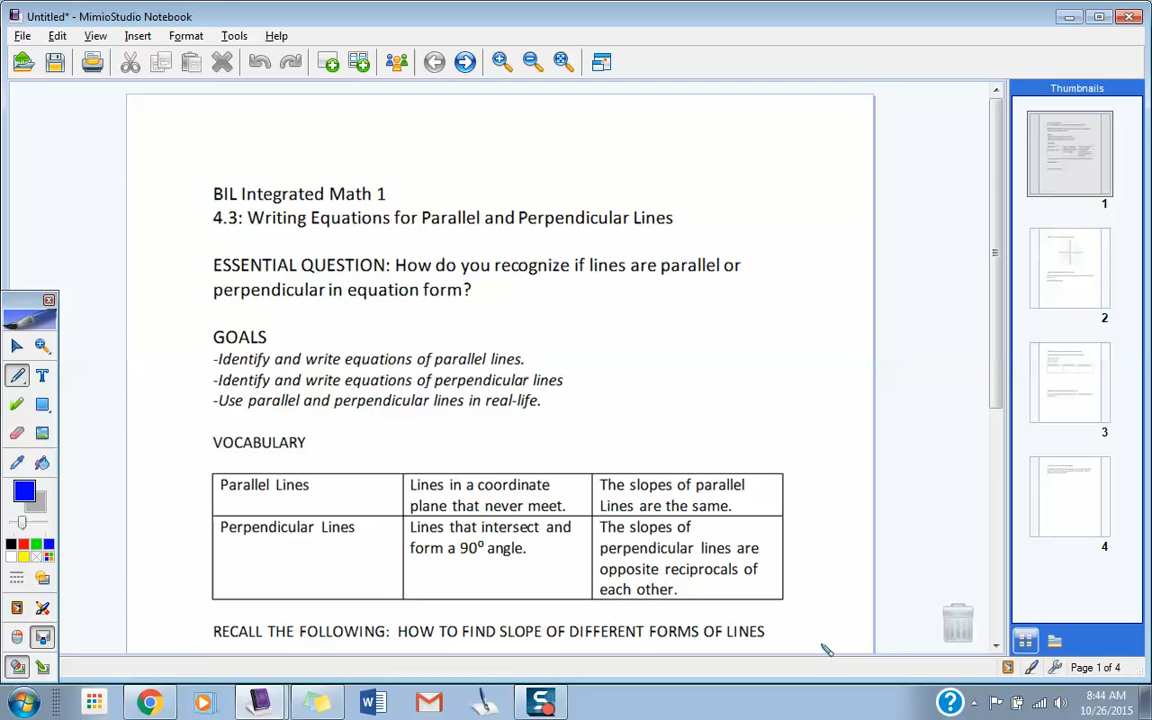 Untitled* - MimioStudio Notebook
File Edit View Insert Format Tools Help
Thumbnails
BIL Integrated Math 1
4.3: Writing Equations for Parallel and Perpendicular Lines
ESSENTIAL QUESTION: How do you recognize if lines are parallel or
perpendicular in equation form?
GOALS
-Identify and write equations of parallel lines.
-Identify and write equations of perpendicular lines
-Use parallel and perpendicular lines in real-life.
VOCABULARY
Parallel Lines
Lines in a coordinate
plane that never meet.
The slopes of parallel
Lines are the same.
Perpendicular Lines
Lines that intersect and
form a 90⁰ angle.
The slopes of
perpendicular lines are
opposite reciprocals of
each other.
RECALL THE FOLLOWING: HOW TO FIND SLOPE OF DIFFERENT FORMS OF LINES
1
2
3
4
Page 1 of 4
8:44 AM
10/26/2015